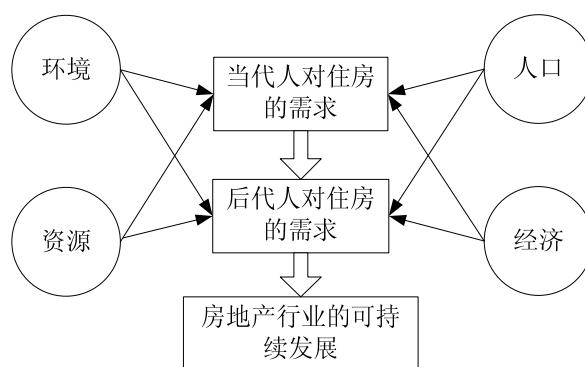 环境
当代人对住房
的需求
人口
资源
后代人对住房
的需求
经济
房地产行业的可持
续发展